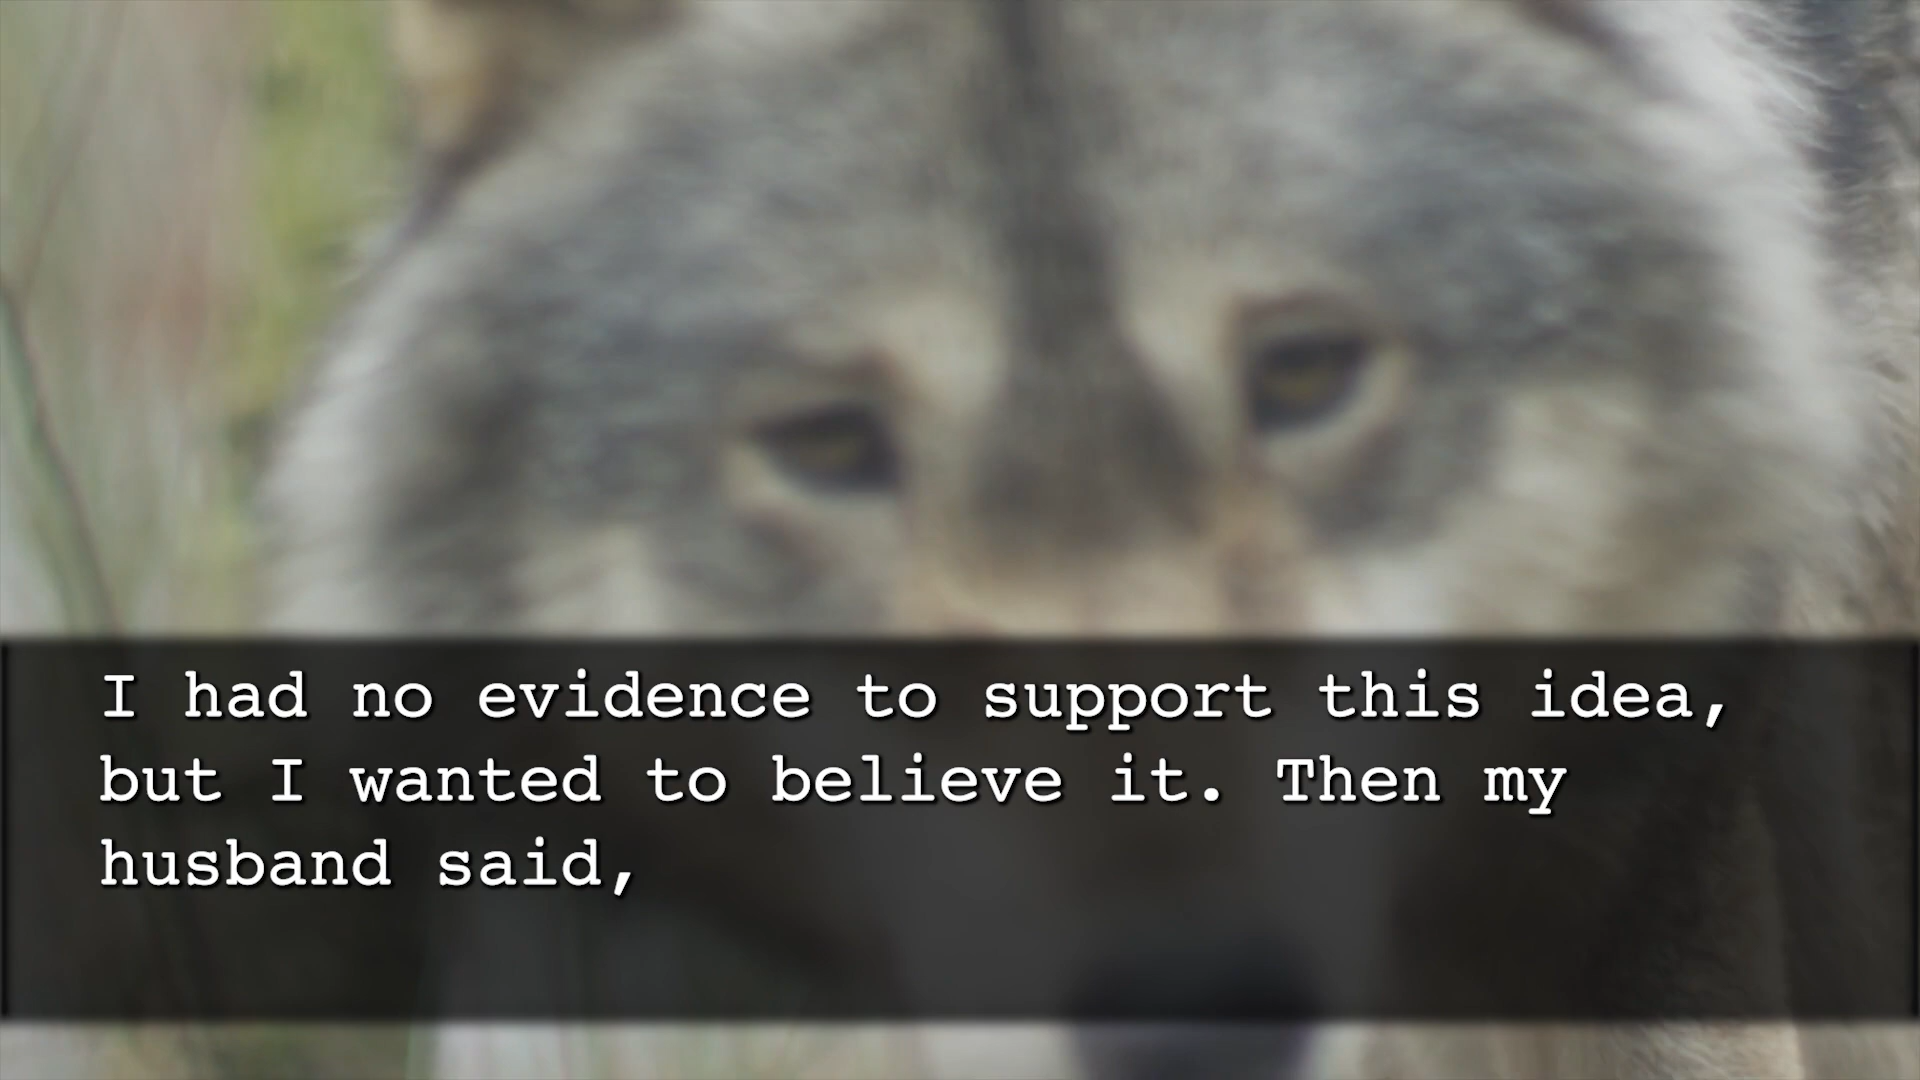 I had no evidence to support this idea,
but I wanted to believe it. Then my
husband said,